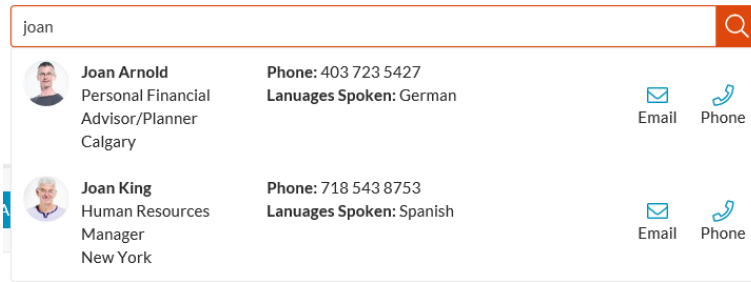 joan
Joan Arnold
Personal Financial
Advisor/Planner
Calgary
Phone: 403 723 5427
Lanuages Spoken: German
Email
Phone
Joan King
Human Resources
Manager
New York
Phone: 718 543 8753
Lanuages Spoken: Spanish
Email
Phone